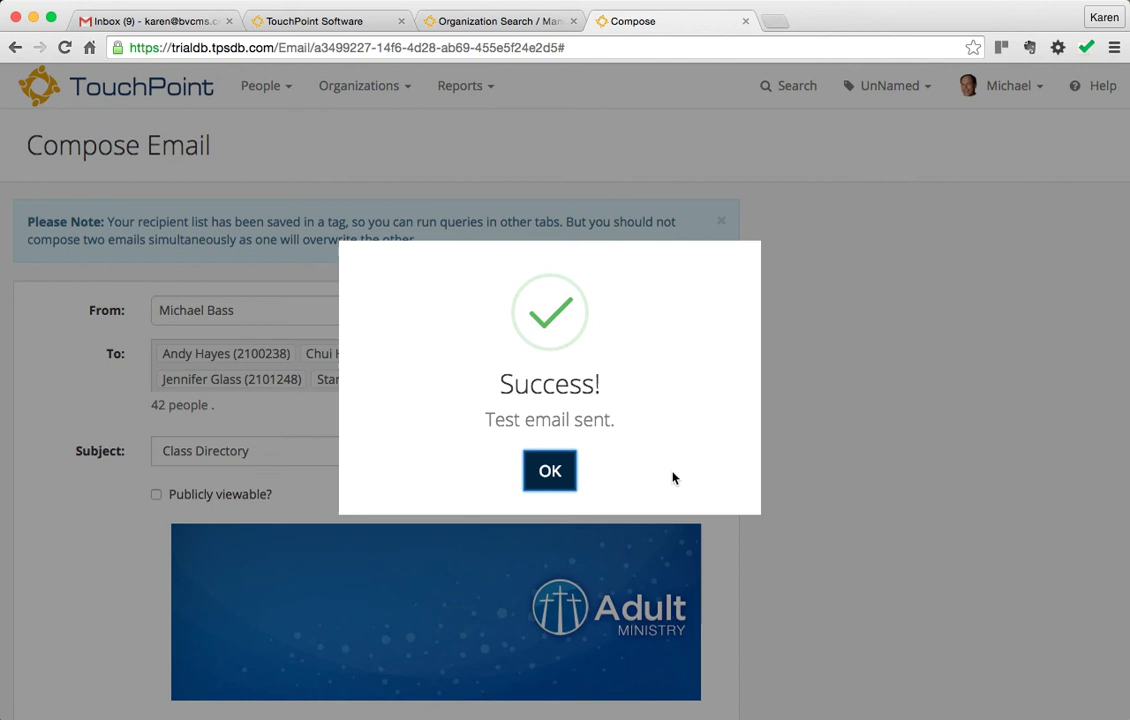 Inbox (9) - karen@bvcms.c
TouchPoint Software
Organization Search / Man
Compose
Karen
https://trialdb.tpsdb.com/Email/a3499227-14f6-4d28-ab69-455e5f24e2d5#
TouchPoint
People
Organizations
Reports
Search
UnNamed
Michael
Help
Compose Email
Please Note: Your recipient list has been saved in a tag, so you can run queries in other tabs. But you should not
compose two emails simultaneously as one will overwrite the other.
From:
Michael Bass
To:
Andy Hayes (2100238)
Chui H
Jennifer Glass (2101248)
Star
42 people .
Subject:
Class Directory
Publicly viewable?
Success!
Test email sent.
OK
Adult
MINISTRY